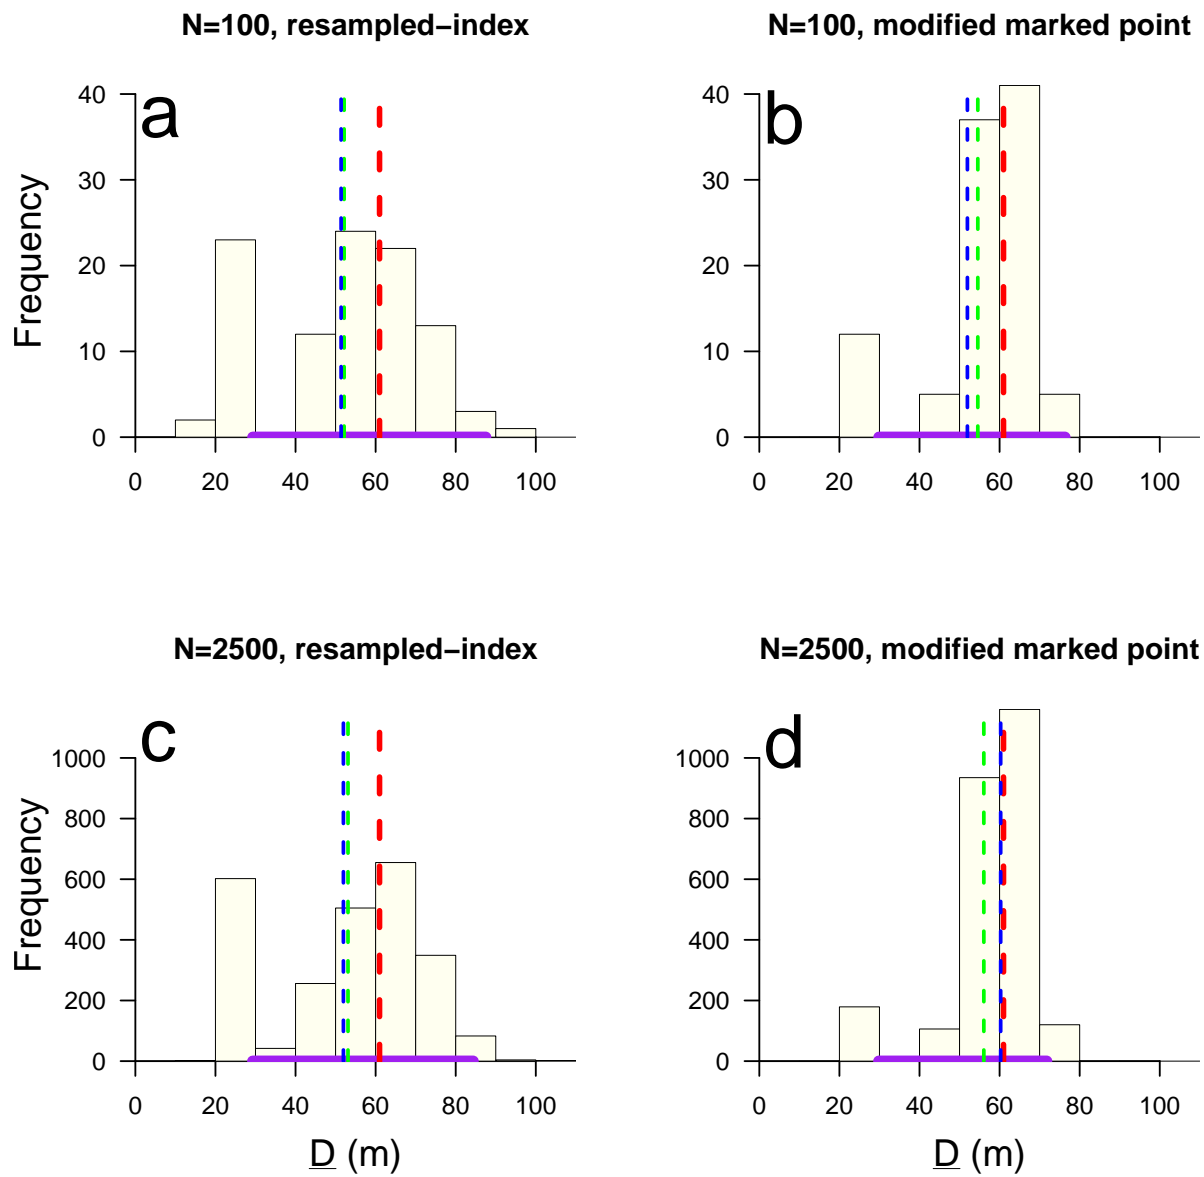 N=100, resampled−index
N=100, modified marked point
a
b
Frequency
40
30
20
10
0
0 20 40 60 80 100
40
30
20
10
0
0 20 40 60 80 100
N=2500, resampled−index
N=2500, modified marked point
c
d
Frequency
1000
800
600
400
200
0
0 20 40 60 80 100
D (m)
1000
800
600
400
200
0
0 20 40 60 80 100
D (m)